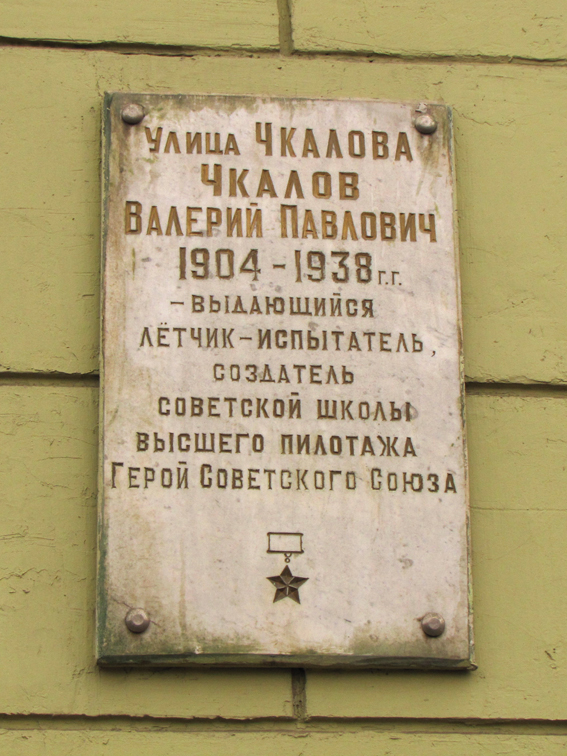 Улица Чкалова
Чкалов
Валерий Павлович
1904-1938 г.г.
–выдающийся
лётчик-испытатель,
создатель
советской школы
высшего пилотажа
Герой Советского Союза